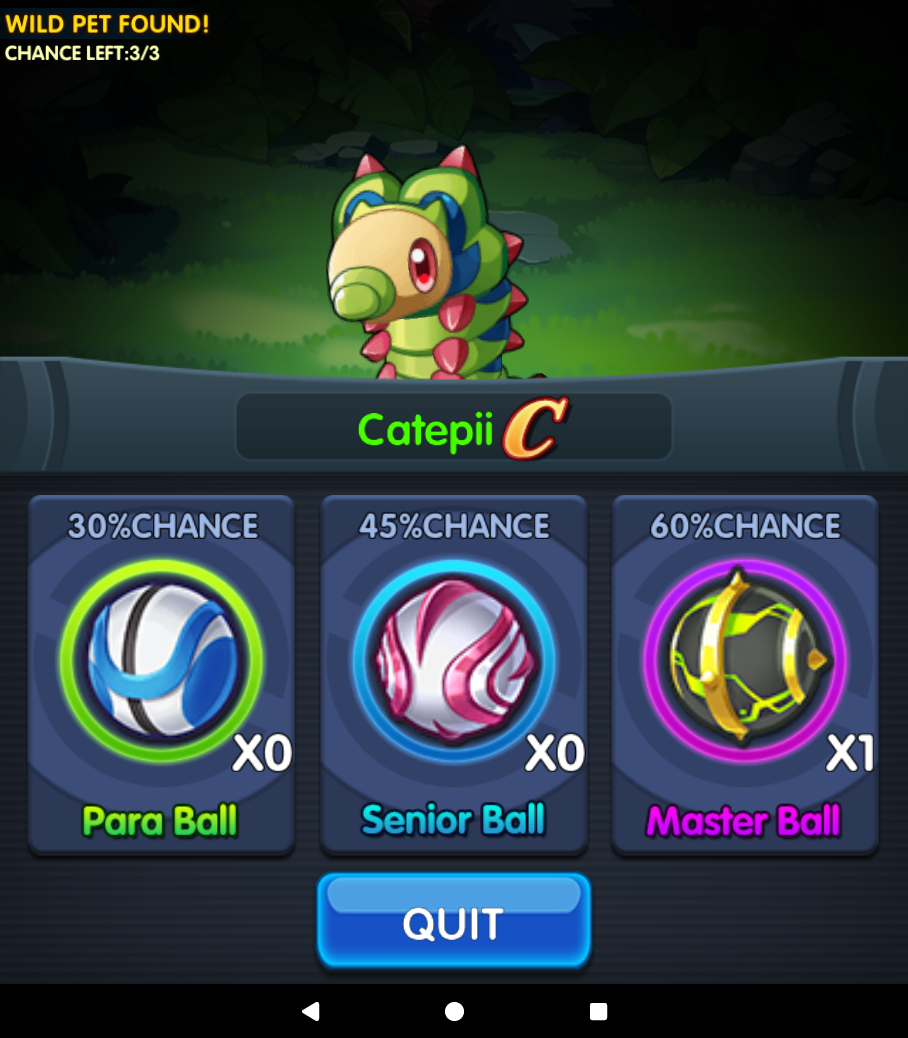 WILD PET FOUND!
CHANCE LEFT:3/3
Catepii C
30%CHANCE
45%CHANCE
60%CHANCE
X0
X0
X1
Para Ball
Senior Ball
Master Ball
QUIT